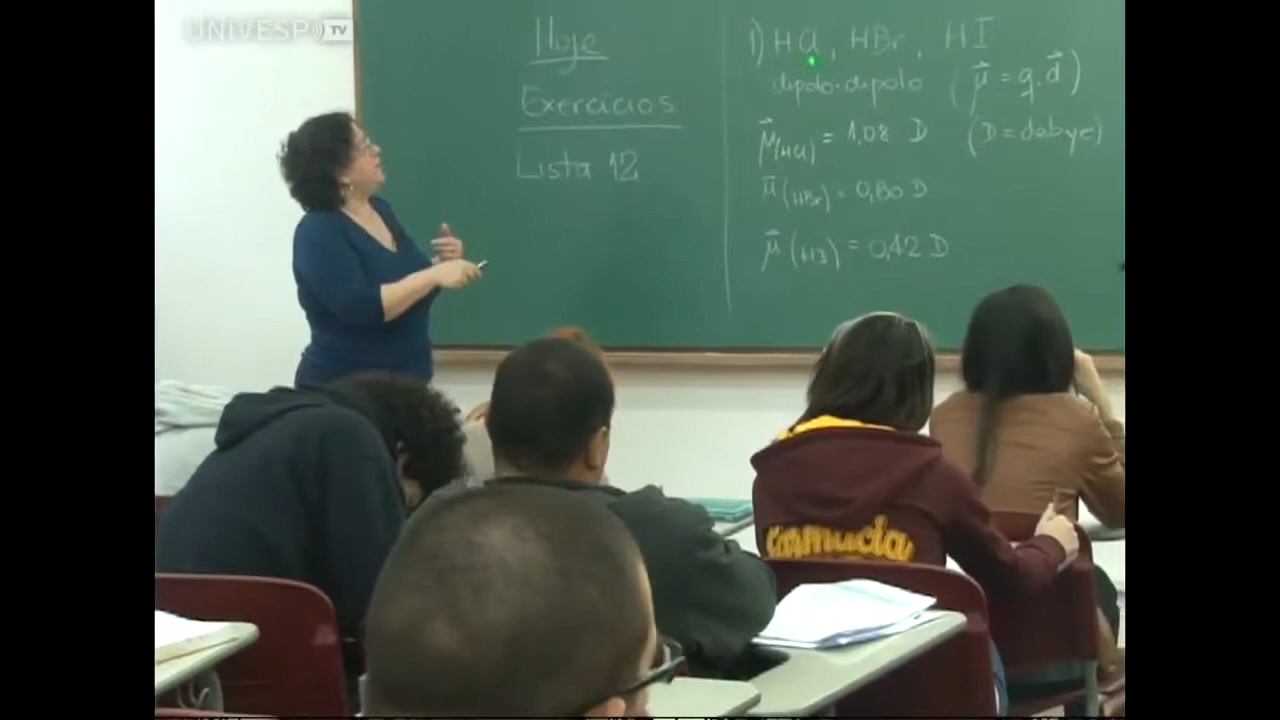 UNIVESP TV
Hoje
Exercícios
Lista 12
1) HCl, HBr, HI
dipolo-dipolo (μ⃗ = q.d⃗)
μ⃗(HCl) = 1,08 D (D = debye)
μ⃗(HBr) = 0,80 D
μ⃗(HI) = 0,42 D
farmacia